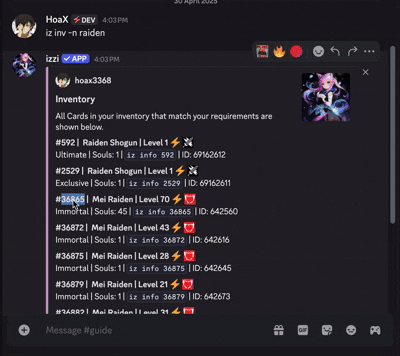 30 April 2025
HoaX DEV 4:03 PM
iz inv -n raiden
izzi ✓ APP 4:03 PM
hoax3368
Inventory
All Cards in your inventory that match your requirements are
shown below.
#592 | Raiden Shogun | Level 1
Ultimate | Souls: 1 | iz info 592 | ID: 69162612
#2529 | Raiden Shogun | Level 1
Exclusive | Souls: 1 | iz info 2529 | ID: 69162611
#36865 | Mei Raiden | Level 70
Immortal | Souls: 45 | iz info 36865 | ID: 642560
#36872 | Mei Raiden | Level 43
Immortal | Souls: 1 | iz info 36872 | ID: 642616
#36875 | Mei Raiden | Level 28
Immortal | Souls: 1 | iz info 36875 | ID: 642645
#36879 | Mei Raiden | Level 21
Immortal | Souls: 1 | iz info 36879 | ID: 642673
#36882 | Mei Raiden | Level 31
Message #guide
GIF